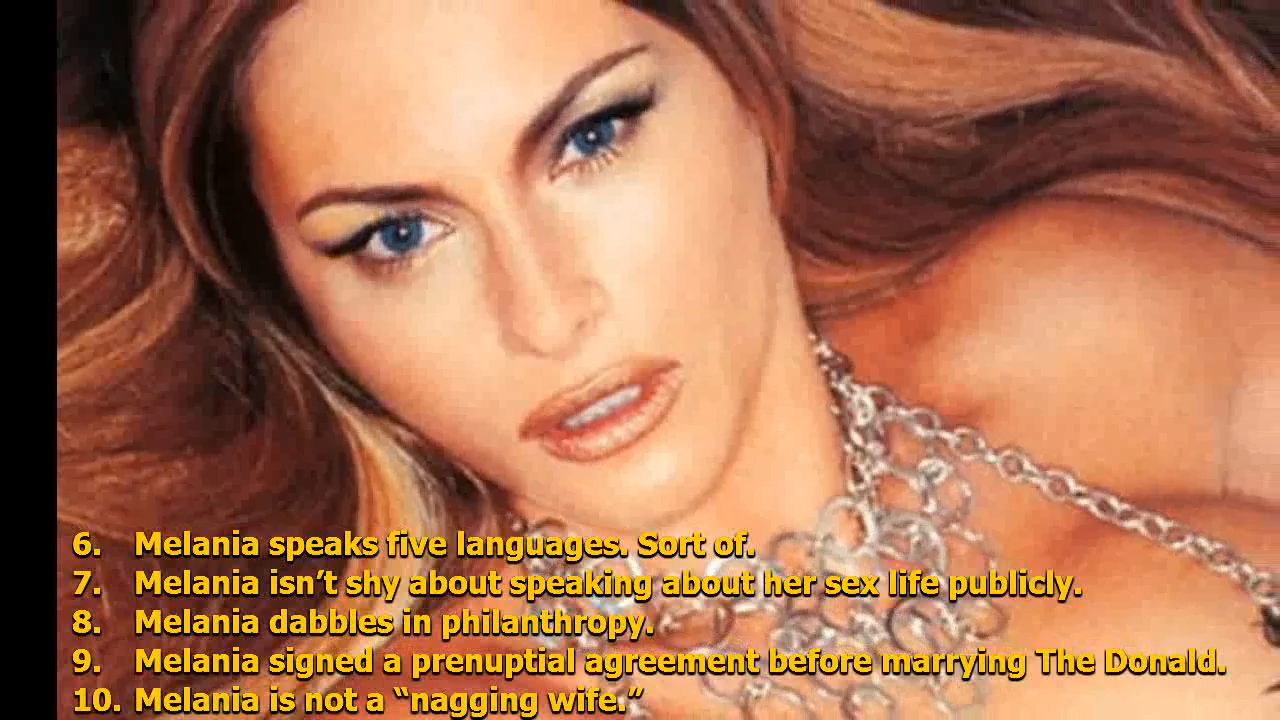 6. Melania speaks five languages. Sort of.
7. Melania isn’t shy about speaking about her sex life publicly.
8. Melania dabbles in philanthropy.
9. Melania signed a prenuptial agreement before marrying The Donald.
10. Melania is not a “nagging wife.”